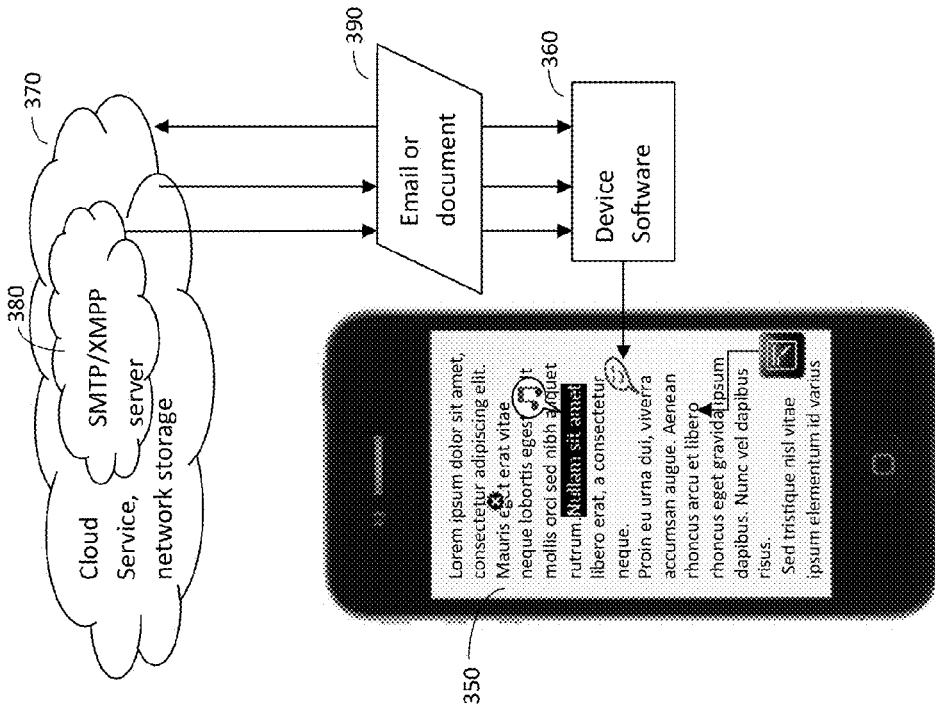 370
380
SMTP/XMPP
server
Cloud
Service,
network storage
390
Email or
document
360
Device
Software
350
Lorem ipsum dolor sit amet,
consectetur adipiscing elit.
Mauris eget erat vitae
neque lobortis
mollis orci sed nibh aliquet
rutrum. Nullam sit amet
libero erat, a consectetur
neque.
Proin eu urna dui, viverra
accumsan augue. Aenean
rhoncus arcu et libero
rhoncus eget gravida ipsum
dapibus. Nunc vel dapibus
risus.
Sed tristique nisl vitae
ipsum elementum id varius